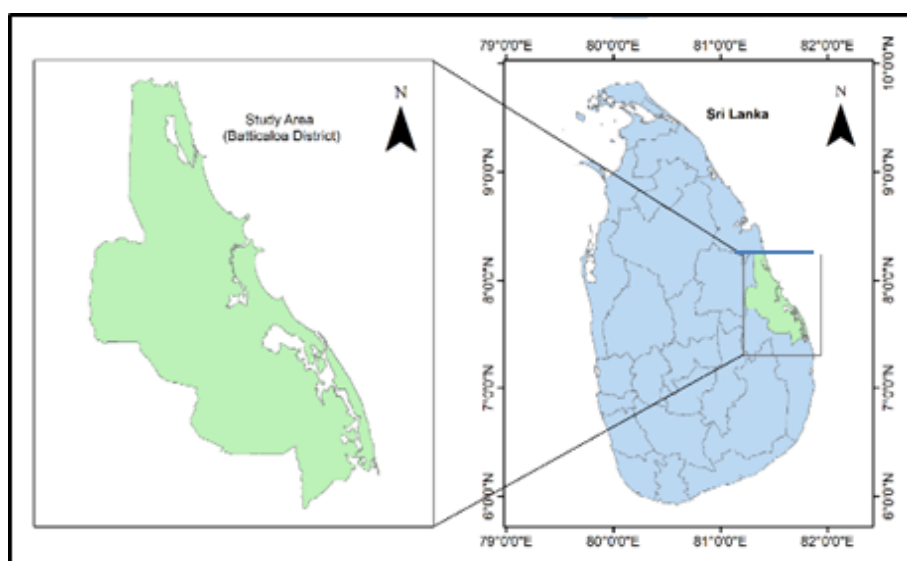 N
Study Area
(Batticaloa District)
79°0'0"E 80°0'0"E 81°0'0"E 82°0'0"E
N
Sri Lanka
10°0'0"N
9°0'0"N
8°0'0"N
7°0'0"N
6°0'0"N
10°0'0"N
9°0'0"N
8°0'0"N
7°0'0"N
6°0'0"N
79°0'0"E 80°0'0"E 81°0'0"E 82°0'0"E